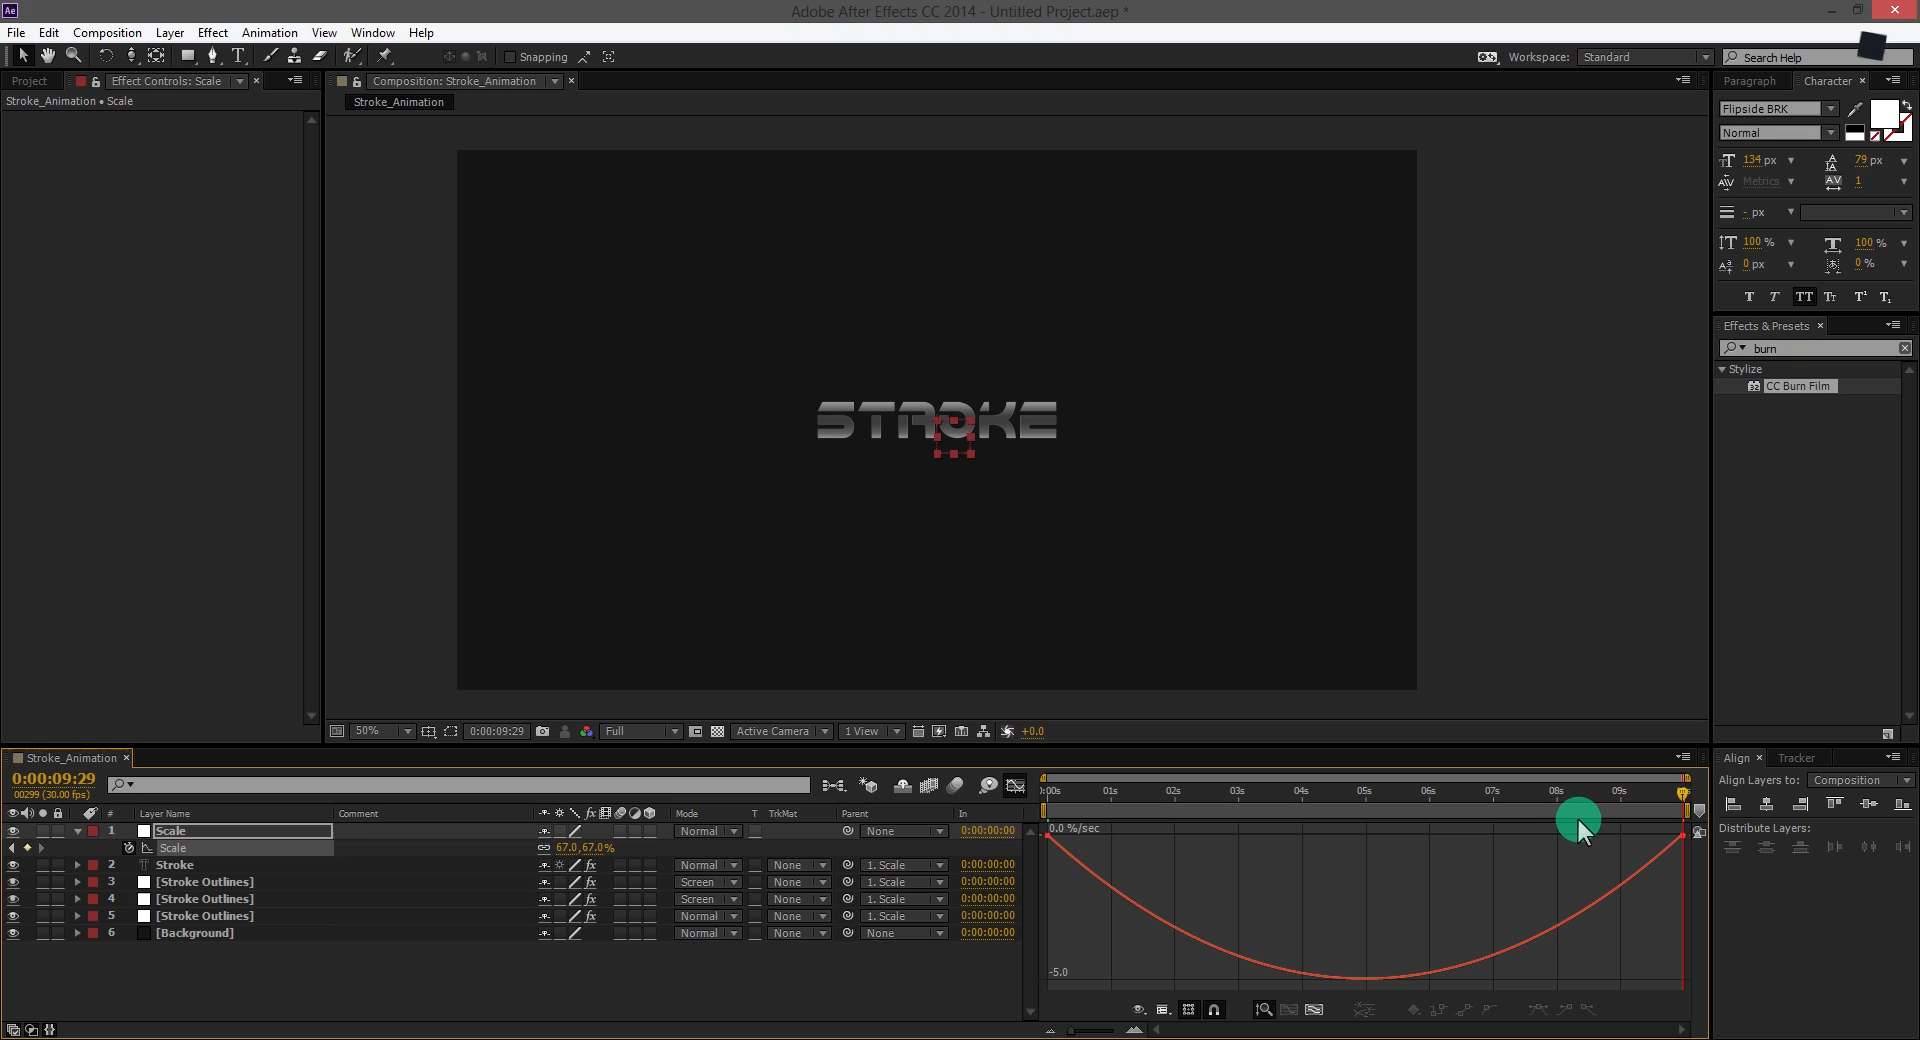 Ae
Adobe After Effects CC 2014 - Untitled Project.aep *
File Edit Composition Layer Effect Animation View Window Help
Snapping
Workspace: Standard
Search Help
Project
Effect Controls: Scale
Composition: Stroke_Animation
Stroke_Animation • Scale
Stroke_Animation
STROKE
Paragraph Character
Flipside BRK
Normal
134 px 79 px
Metrics 1
- px
100 % 100 %
0 px 0 %
T T TT Tt T¹ T₁
Effects & Presets
burn
Stylize
32 CC Burn Film
50% 0:00:09:29 Full Active Camera 1 View +0.0
Stroke_Animation
0:00:09:29
00299 (30.00 fps)
# Layer Name Comment Mode T TrkMat Parent In
1 Scale Normal None 0:00:00:00
Scale 67.0,67.0%
2 T Stroke Normal None 1. Scale 0:00:00:00
3 [Stroke Outlines] Screen None 1. Scale 0:00:00:00
4 [Stroke Outlines] Screen None 1. Scale 0:00:00:00
5 [Stroke Outlines] Normal None 1. Scale 0:00:00:00
6 [Background] Normal None None 0:00:00:00
):00s 01s 02s 03s 04s 05s 06s 07s 08s 09s
0.0 %/sec
-5.0
Align Tracker
Align Layers to: Composition
Distribute Layers: